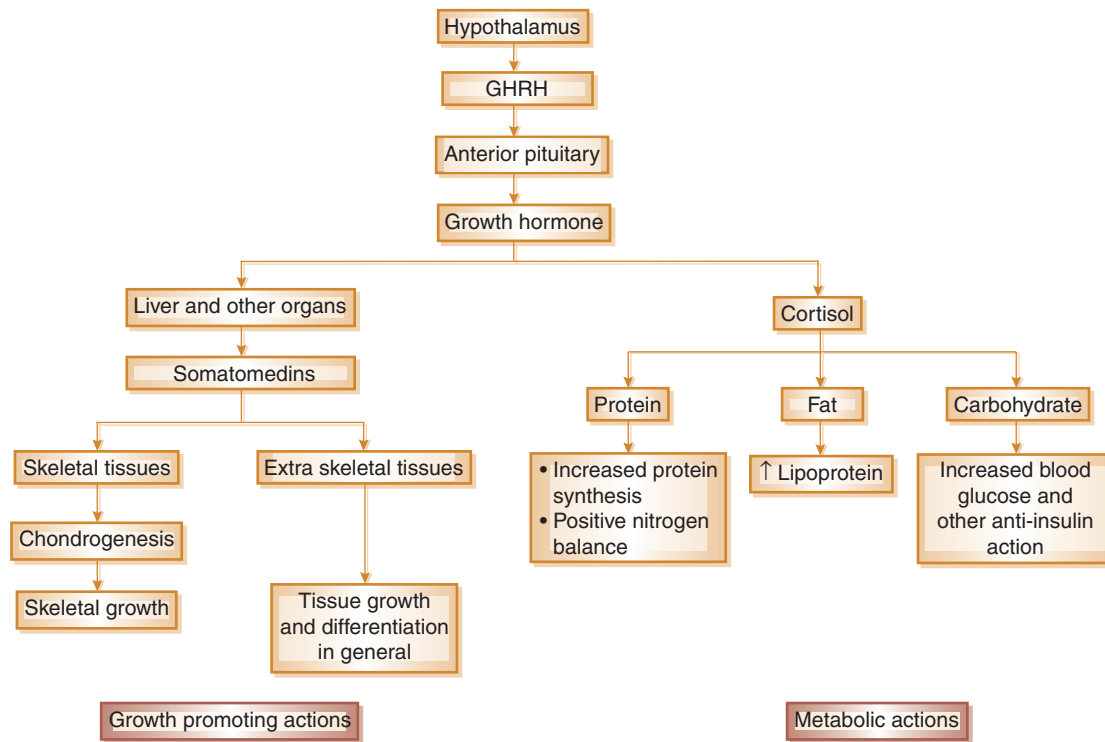 Hypothalamus
GHRH
Anterior pituitary
Growth hormone
Liver and other organs
Cortisol
Somatomedins
Protein
Fat
Carbohydrate
Skeletal tissues
Extra skeletal tissues
• Increased protein
synthesis
• Positive nitrogen
balance
↑ Lipoprotein
Increased blood
glucose and
other anti-insulin
action
Chondrogenesis
Skeletal growth
Tissue growth
and differentiation
in general
Growth promoting actions
Metabolic actions